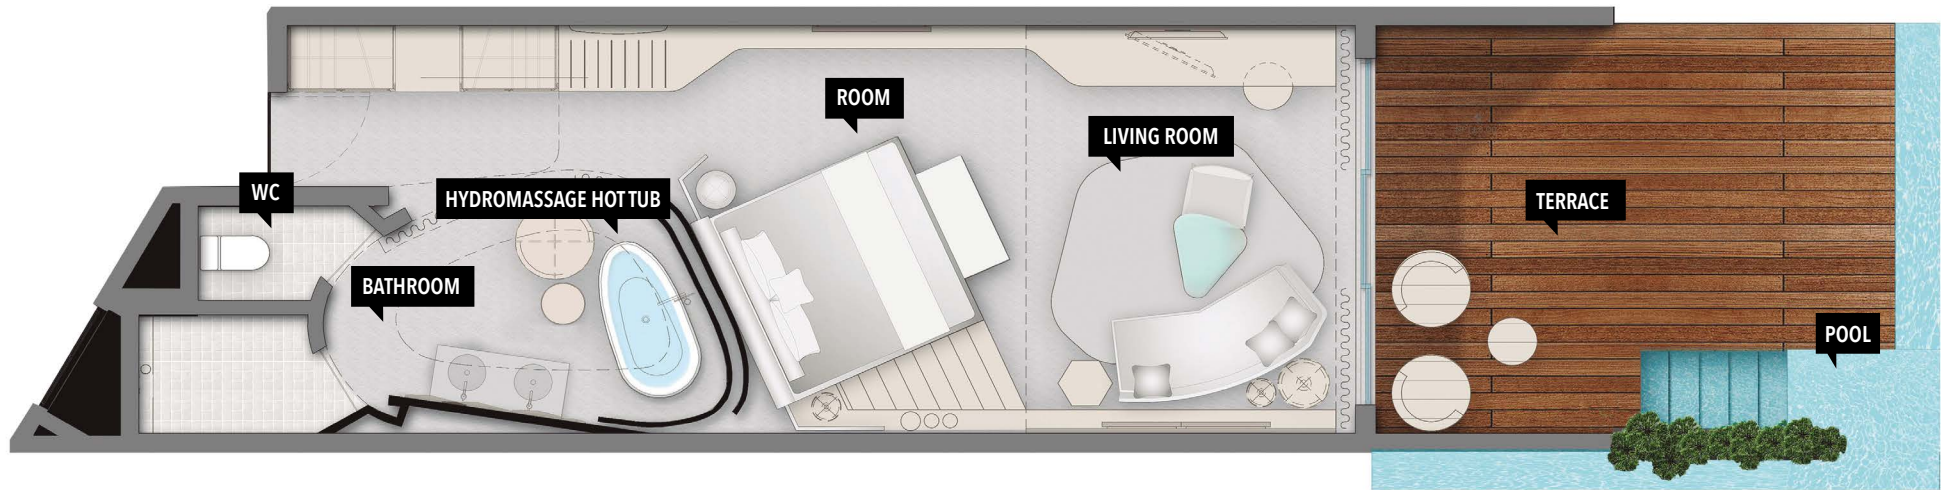 ROOM
LIVING ROOM
WC
HYDROMASSAGE HOT TUB
TERRACE
BATHROOM
POOL